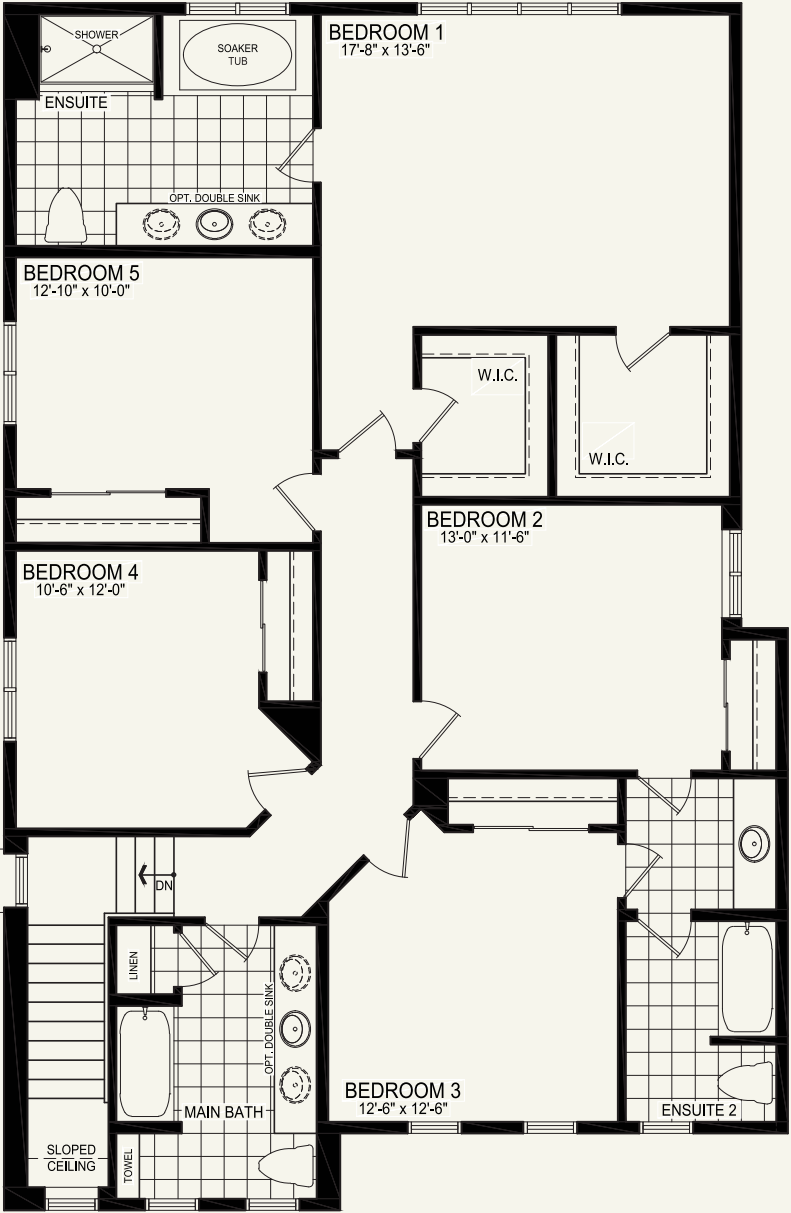 SHOWER
SOAKER
TUB
BEDROOM 1
17'-8" x 13'-6"
ENSUITE
OPT. DOUBLE SINK
BEDROOM 5
12'-10" x 10'-0"
W.I.C.
W.I.C.
BEDROOM 2
13'-0" x 11'-6"
BEDROOM 4
10'-6" x 12'-0"
DN
LINEN
OPT. DOUBLE SINK
BEDROOM 3
12'-6" x 12'-6"
MAIN BATH
ENSUITE 2
SLOPED
CEILING
TOWEL